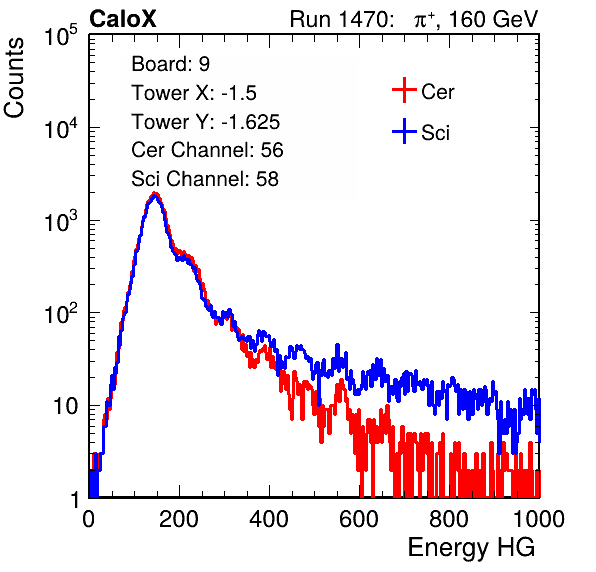 CaloX Run 1470: π⁺, 160 GeV
Counts
Board: 9
Tower X: -1.5
Tower Y: -1.625
Cer Channel: 56
Sci Channel: 58
Cer
Sci
10⁵
10⁴
10³
10²
10
1
0 200 400 600 800 1000
Energy HG